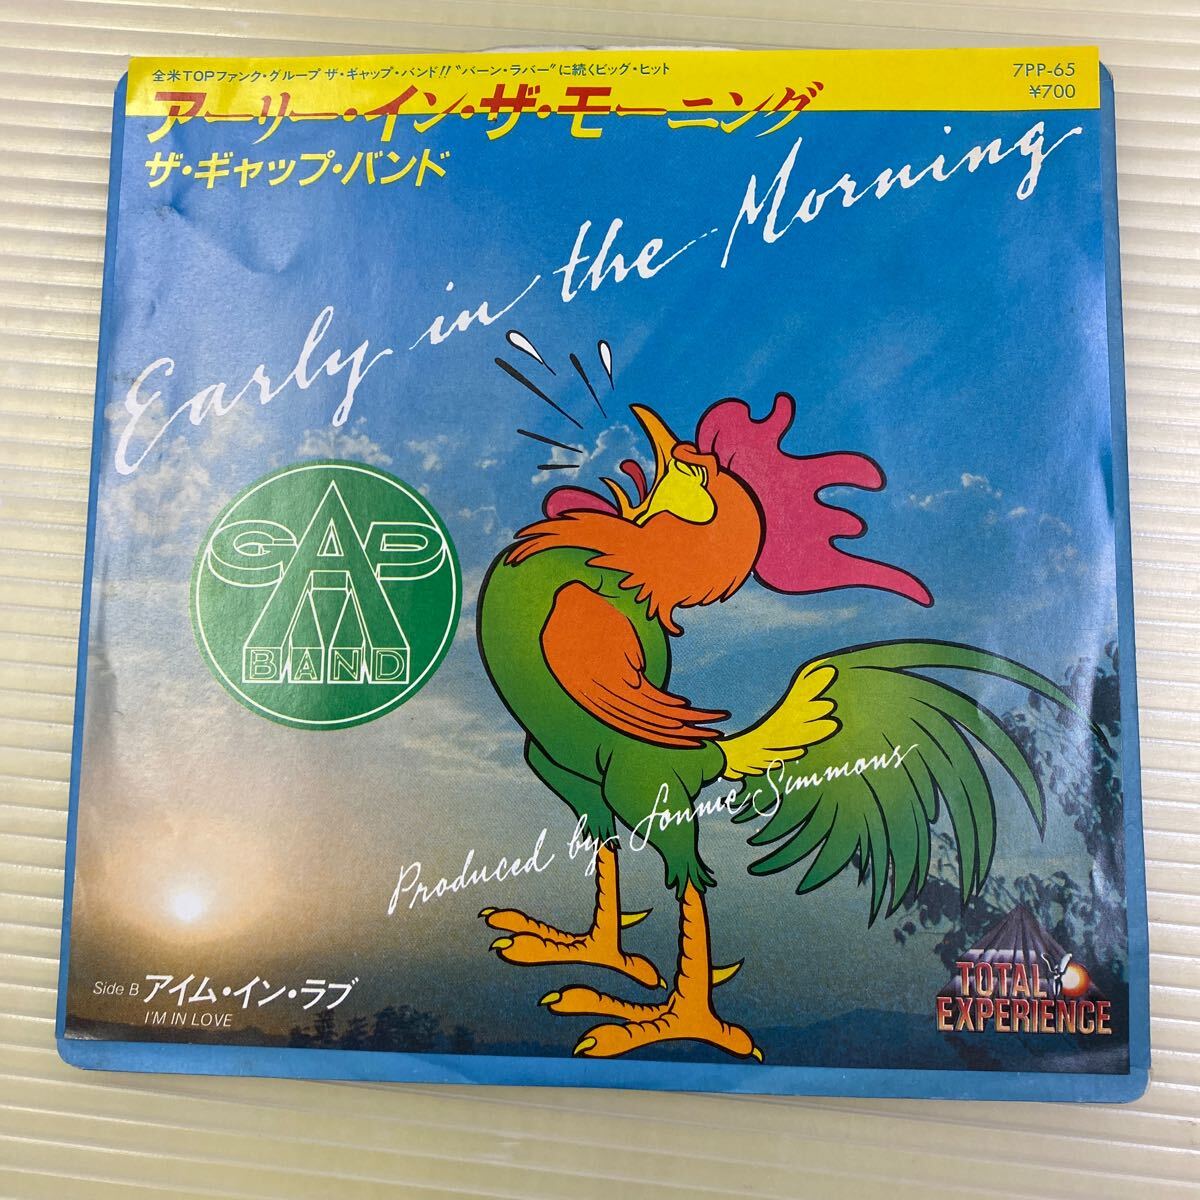 全米TOPファンク・グループ ザ・ギャップ・バンド!! "バーン・ラバー"に続くビッグ・ヒット
7PP-65
¥700
アーリー・イン・ザ・モーニング
ザ・ギャップ・バンド
Early in the Morning
GAP
BAND
Produced by Lonnie Simmons
Side B アイム・イン・ラブ
I'M IN LOVE
TOTAL
EXPERIENCE